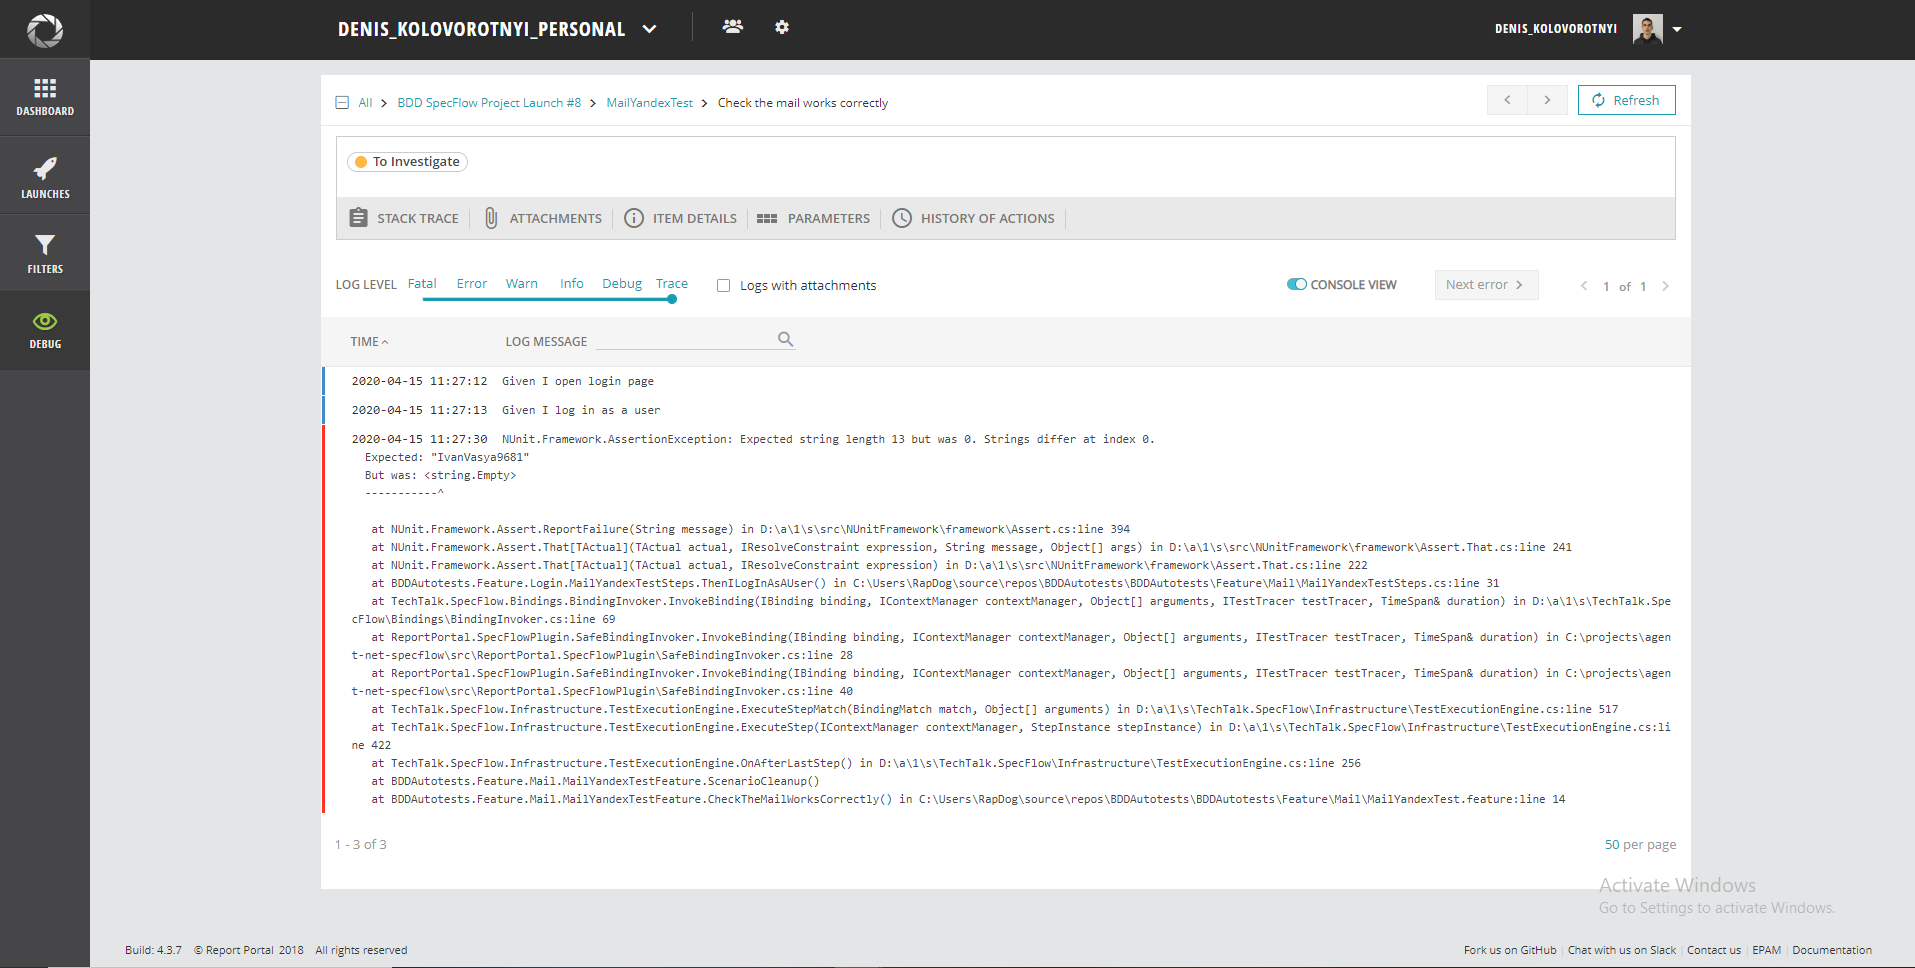 DENIS_KOLOVOROTNYI_PERSONAL
DENIS_KOLOVOROTNYI
DASHBOARD
LAUNCHES
FILTERS
DEBUG
All > BDD SpecFlow Project Launch #8 > MailYandexTest > Check the mail works correctly
Refresh
To Investigate
STACK TRACE ATTACHMENTS ITEM DETAILS PARAMETERS HISTORY OF ACTIONS
LOG LEVEL Fatal Error Warn Info Debug Trace Logs with attachments CONSOLE VIEW Next error > < 1 of 1 >
TIME LOG MESSAGE
2020-04-15 11:27:12 Given I open login page
2020-04-15 11:27:13 Given I log in as a user
2020-04-15 11:27:30 NUnit.Framework.AssertionException: Expected string length 13 but was 0. Strings differ at index 0.
Expected: "IvanVasya9681"
But was: <string.Empty>
-----------^
at NUnit.Framework.Assert.ReportFailure(String message) in D:\a\1\s\src\NUnitFramework\framework\Assert.cs:line 394
at NUnit.Framework.Assert.That[TActual](TActual actual, IResolveConstraint expression, String message, Object[] args) in D:\a\1\s\src\NUnitFramework\framework\Assert.That.cs:line 241
at NUnit.Framework.Assert.That[TActual](TActual actual, IResolveConstraint expression) in D:\a\1\s\src\NUnitFramework\framework\Assert.That.cs:line 222
at BDDAutotests.Feature.Login.MailYandexTestSteps.ThenILogInAsAUser() in C:\Users\RapDog\source\repos\BDDAutotests\BDDAutotests\Feature\Mail\MailYandexTestSteps.cs:line 31
at TechTalk.SpecFlow.Bindings.BindingInvoker.InvokeBinding(IBinding binding, IContextManager contextManager, Object[] arguments, ITestTracer testTracer, TimeSpan& duration) in D:\a\1\s\TechTalk.Spe
cFlow\Bindings\BindingInvoker.cs:line 69
at ReportPortal.SpecFlowPlugin.SafeBindingInvoker.InvokeBinding(IBinding binding, IContextManager contextManager, Object[] arguments, ITestTracer testTracer, TimeSpan& duration) in C:\projects\agen
t-net-specflow\src\ReportPortal.SpecFlowPlugin\SafeBindingInvoker.cs:line 28
at ReportPortal.SpecFlowPlugin.SafeBindingInvoker.InvokeBinding(IBinding binding, IContextManager contextManager, Object[] arguments, ITestTracer testTracer, TimeSpan& duration) in C:\projects\agen
t-net-specflow\src\ReportPortal.SpecFlowPlugin\SafeBindingInvoker.cs:line 40
at TechTalk.SpecFlow.Infrastructure.TestExecutionEngine.ExecuteStepMatch(BindingMatch match, Object[] arguments) in D:\a\1\s\TechTalk.SpecFlow\Infrastructure\TestExecutionEngine.cs:line 517
at TechTalk.SpecFlow.Infrastructure.TestExecutionEngine.ExecuteStep(IContextManager contextManager, StepInstance stepInstance) in D:\a\1\s\TechTalk.SpecFlow\Infrastructure\TestExecutionEngine.cs:li
ne 422
at TechTalk.SpecFlow.Infrastructure.TestExecutionEngine.OnAfterLastStep() in D:\a\1\s\TechTalk.SpecFlow\Infrastructure\TestExecutionEngine.cs:line 256
at BDDAutotests.Feature.Mail.MailYandexTestFeature.ScenarioCleanup()
at BDDAutotests.Feature.Mail.MailYandexTestFeature.CheckTheMailWorksCorrectly() in C:\Users\RapDog\source\repos\BDDAutotests\BDDAutotests\Feature\Mail\MailYandexTest.feature:line 14
1 - 3 of 3
50 per page
Activate Windows
Go to Settings to activate Windows.
Build: 4.3.7 © Report Portal 2018 All rights reserved
Fork us on GitHub | Chat with us on Slack | Contact us | EPAM | Documentation